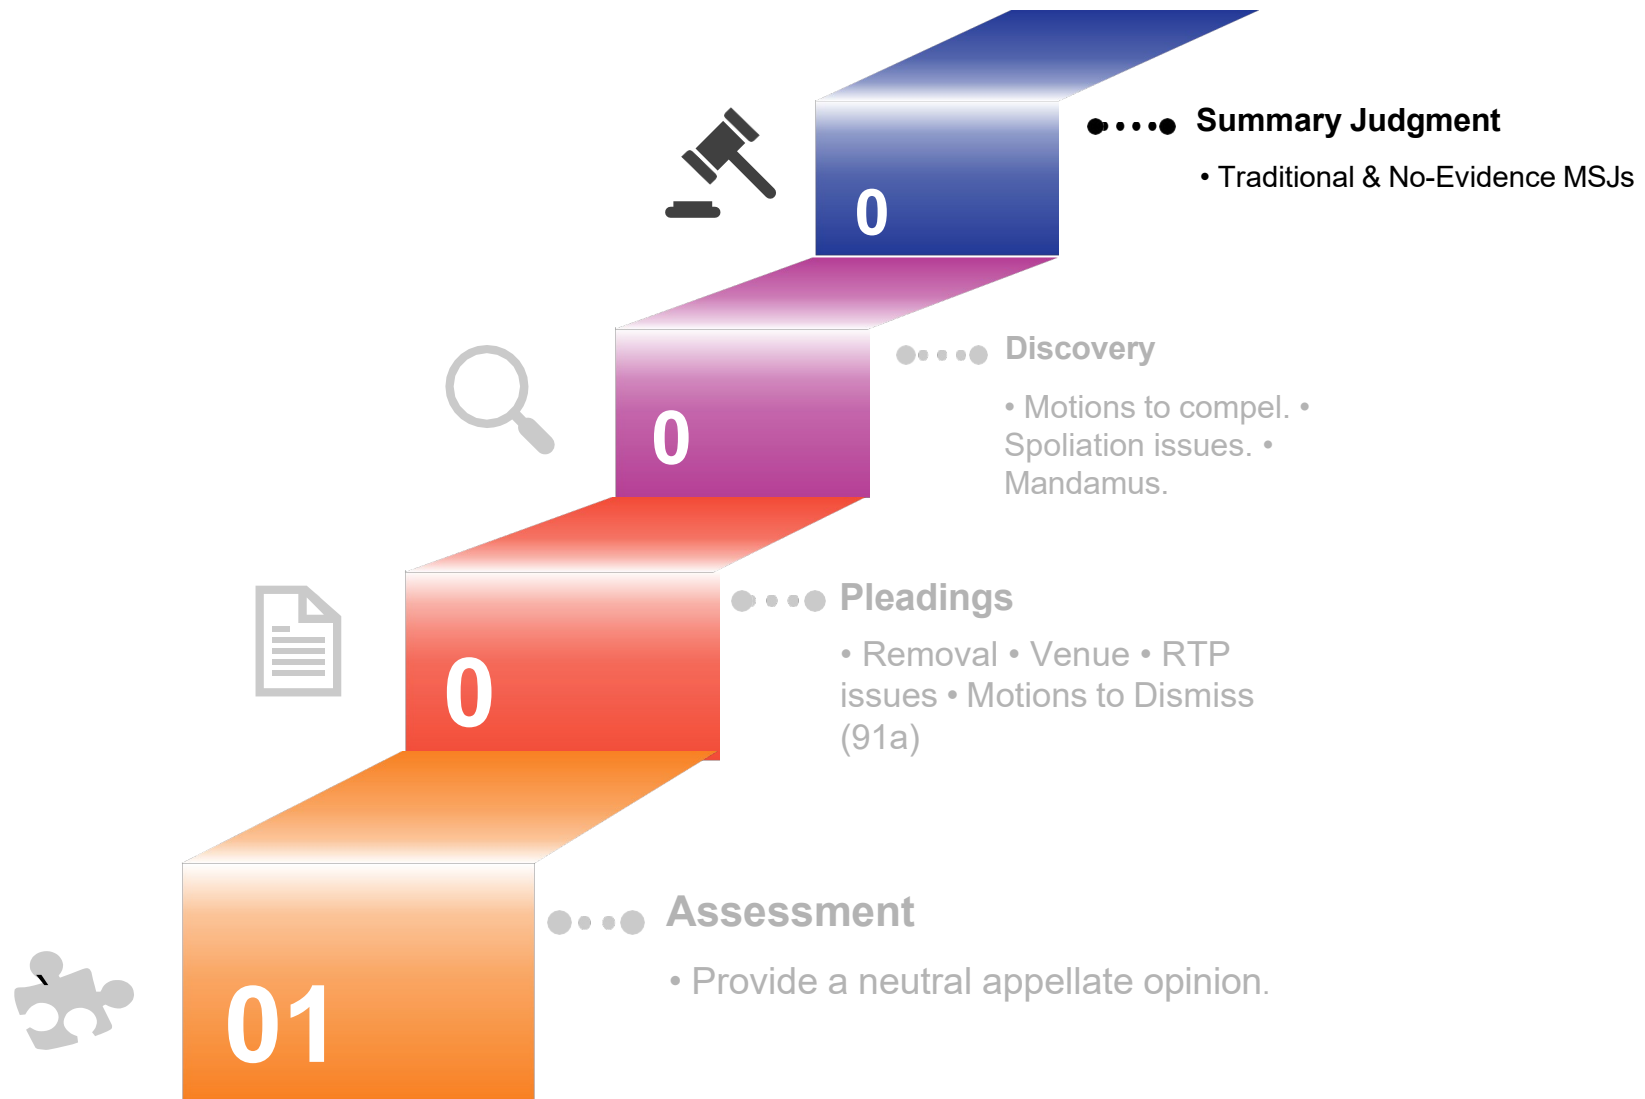 Summary Judgment
• Traditional & No-Evidence MSJs
0
Discovery
• Motions to compel. •
Spoliation issues. •
Mandamus.
0
Pleadings
• Removal • Venue • RTP
issues • Motions to Dismiss
(91a)
0
Assessment
• Provide a neutral appellate opinion.
01